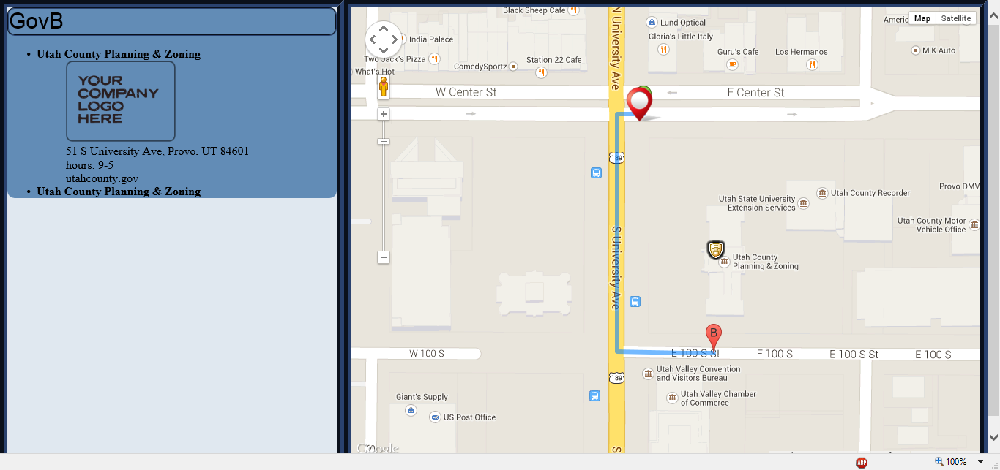 GovB
• Utah County Planning & Zoning
YOUR
COMPANY
LOGO
HERE
51 S University Ave, Provo, UT 84601
hours: 9-5
utahcounty.gov
• Utah County Planning & Zoning
Black Sheep Cafe
N University Ave
Lund Optical
Americ
Map
Satellite
India Palace
Gloria's Little Italy
Two Jack's Pizza
Station 22 Cafe
Guru's Cafe
Los Hermanos
M K Auto
What's Hot
ComedySportz
W Center St
E Center St
189
Utah State University
Extension Services
Utah County Recorder
Provo DMV
Utah County Motor
Vehicle Office
S University Ave
Utah County
Planning & Zoning
B
W 100 S
E 100 S St
E 100 S
E 100 S St
E 100 S
189
Utah Valley Convention
and Visitors Bureau
Utah Valley Chamber
of Commerce
Giant's Supply
US Post Office
Google
S
S
ABP
100%